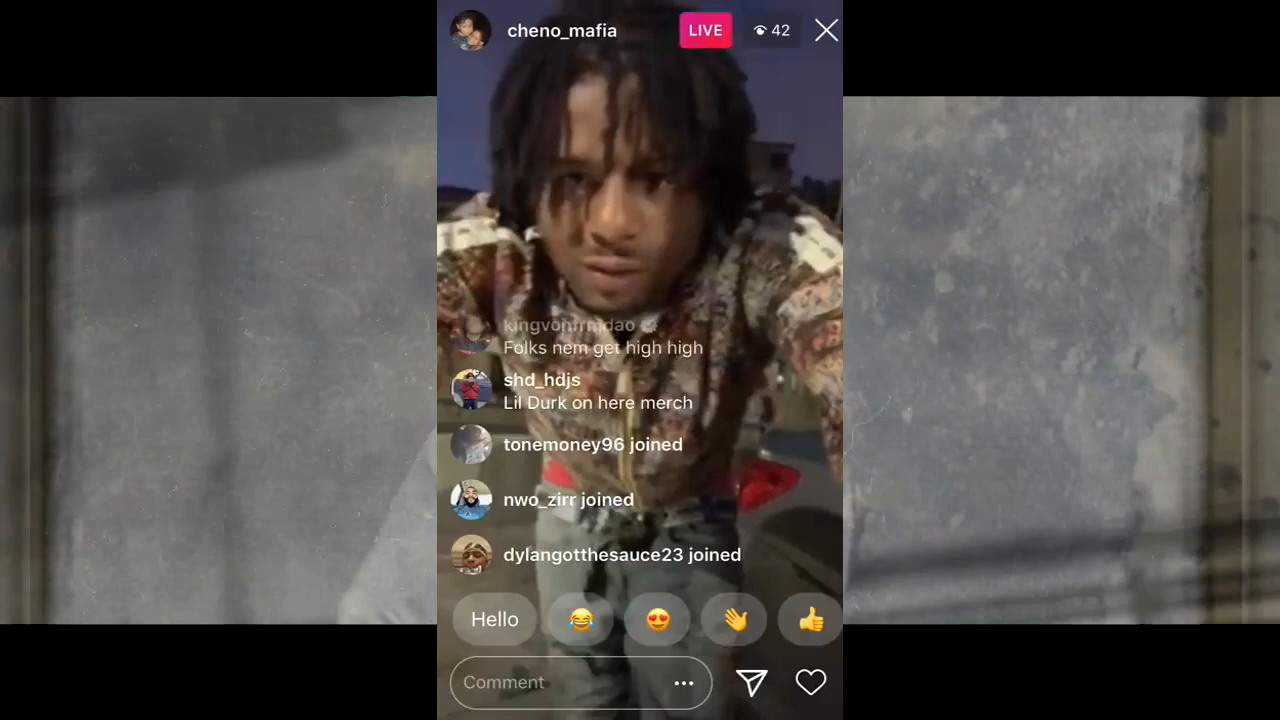 cheno_mafia
LIVE
42
kingvonfrmdao
Folks nem get high high
shd_hdjs
Lil Durk on here merch
tonemoney96 joined
nwo_zirr joined
dylangotthesauce23 joined
Hello
Comment